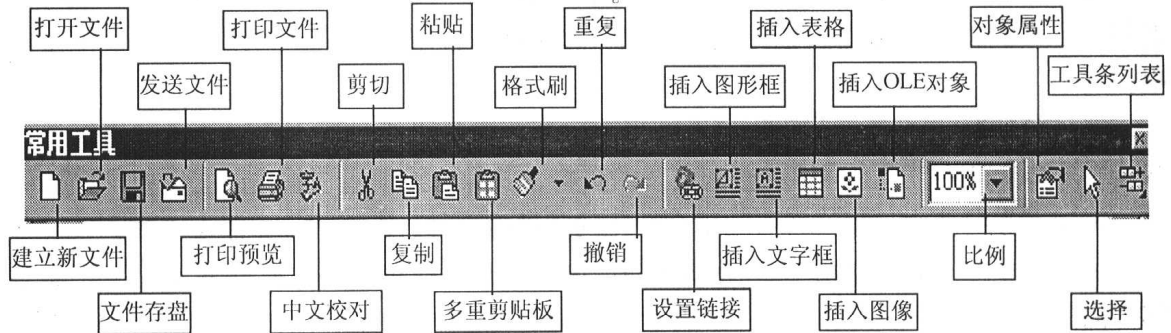 打开文件 打印文件 粘贴 重复 插入表格 对象属性
发送文件 剪切 格式刷 插入图形框 插入OLE对象 工具条列表
常用工具
100%
建立新文件 打印预览 复制 撤销 插入文字框 比例
文件存盘 中文校对 多重剪贴板 设置链接 插入图像 选择